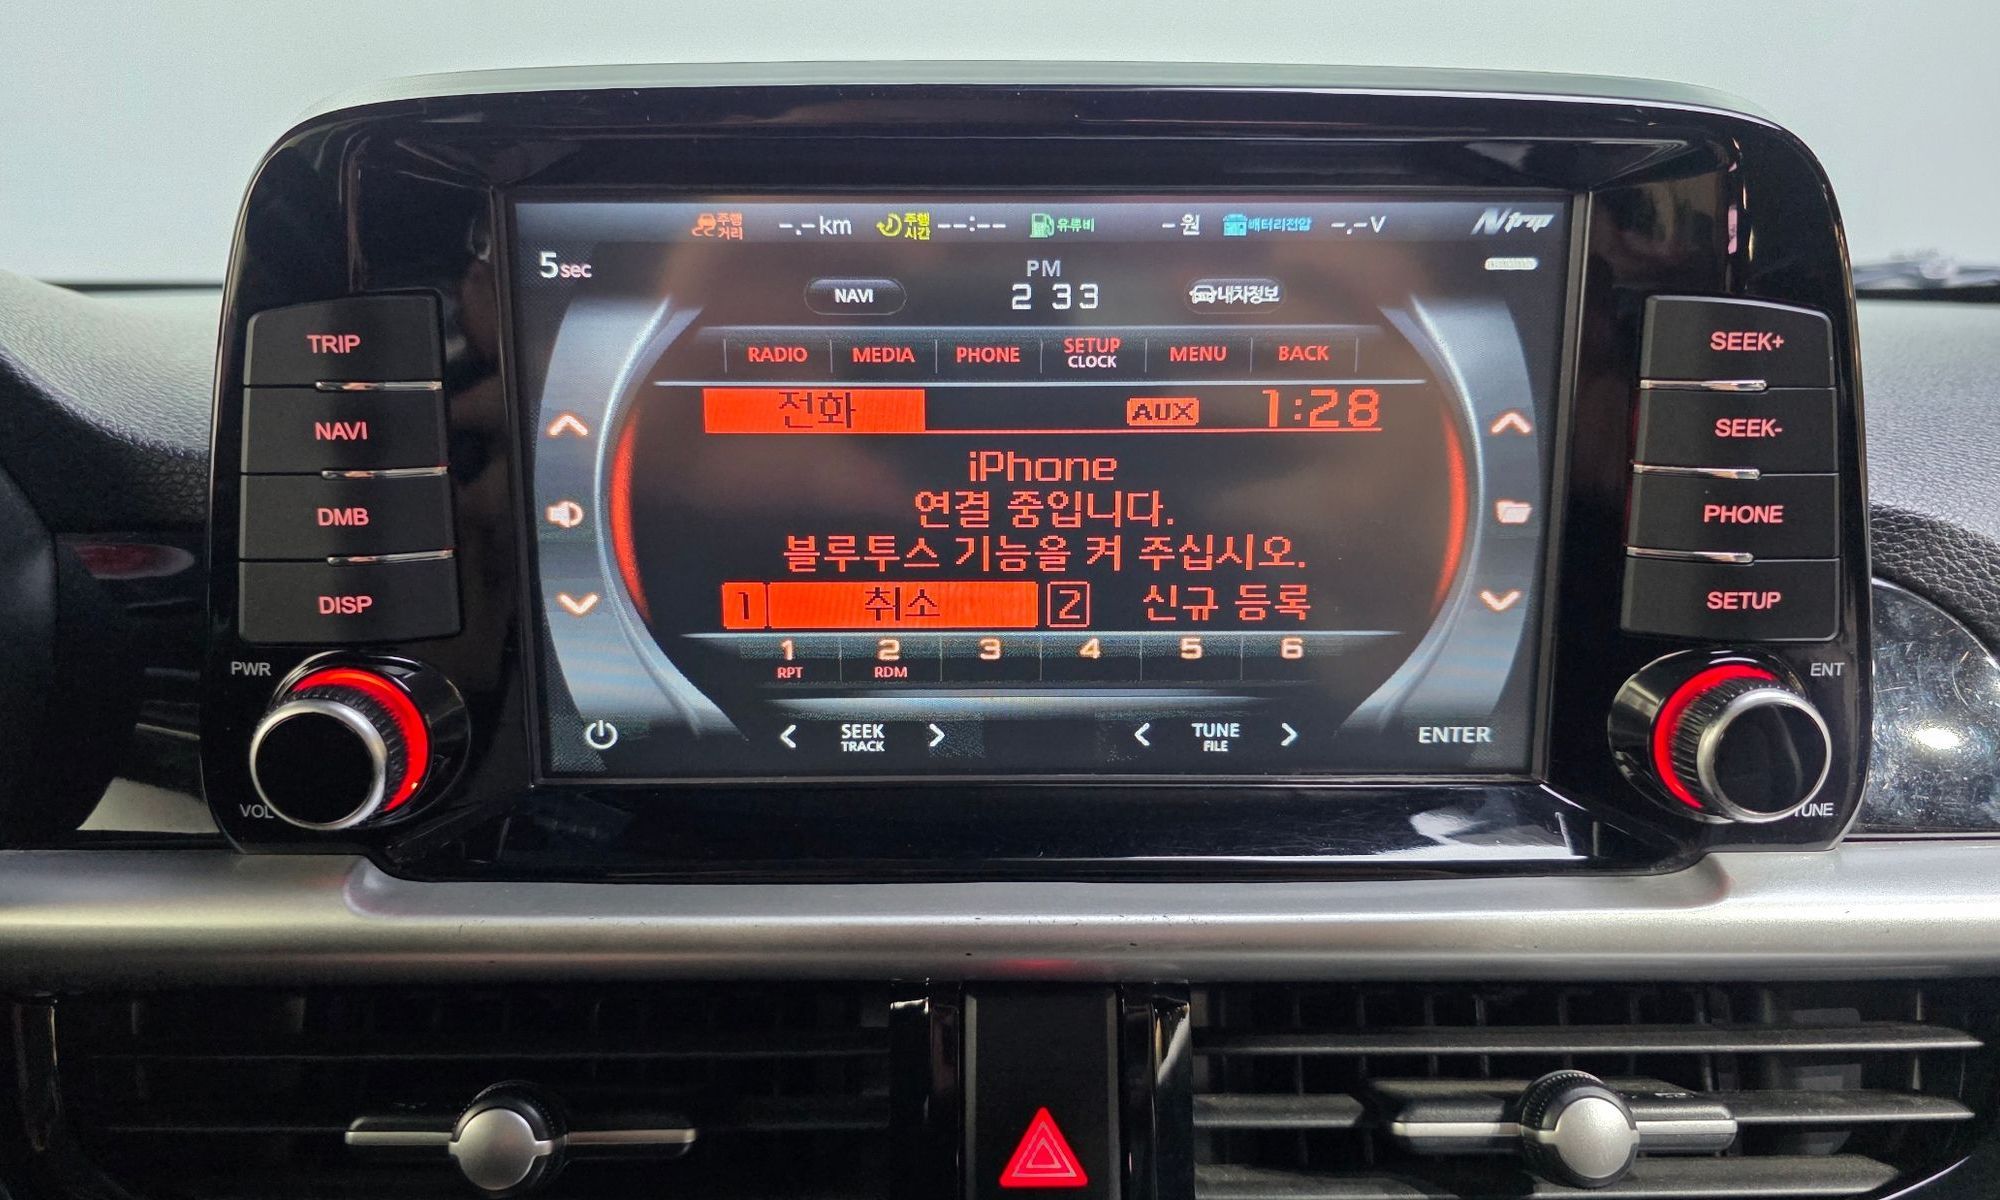 주행거리 -.-km 주행시간 --:-- 유류비 -원 배터리전압 -.-V Ntrip
5sec
PM
NAVI 2 33 내차정보
TRIP
NAVI
DMB
DISP
PWR
VOL
RADIO MEDIA PHONE SETUP CLOCK MENU BACK
전화 AUX 1:28
iPhone
연결 중입니다.
블루투스 기능을 켜 주십시오.
1 취소 2 신규 등록
1 2 3 4 5 6
RPT RDM
SEEK TUNE ENTER
TRACK FILE
SEEK+
SEEK-
PHONE
SETUP
ENT
TUNE